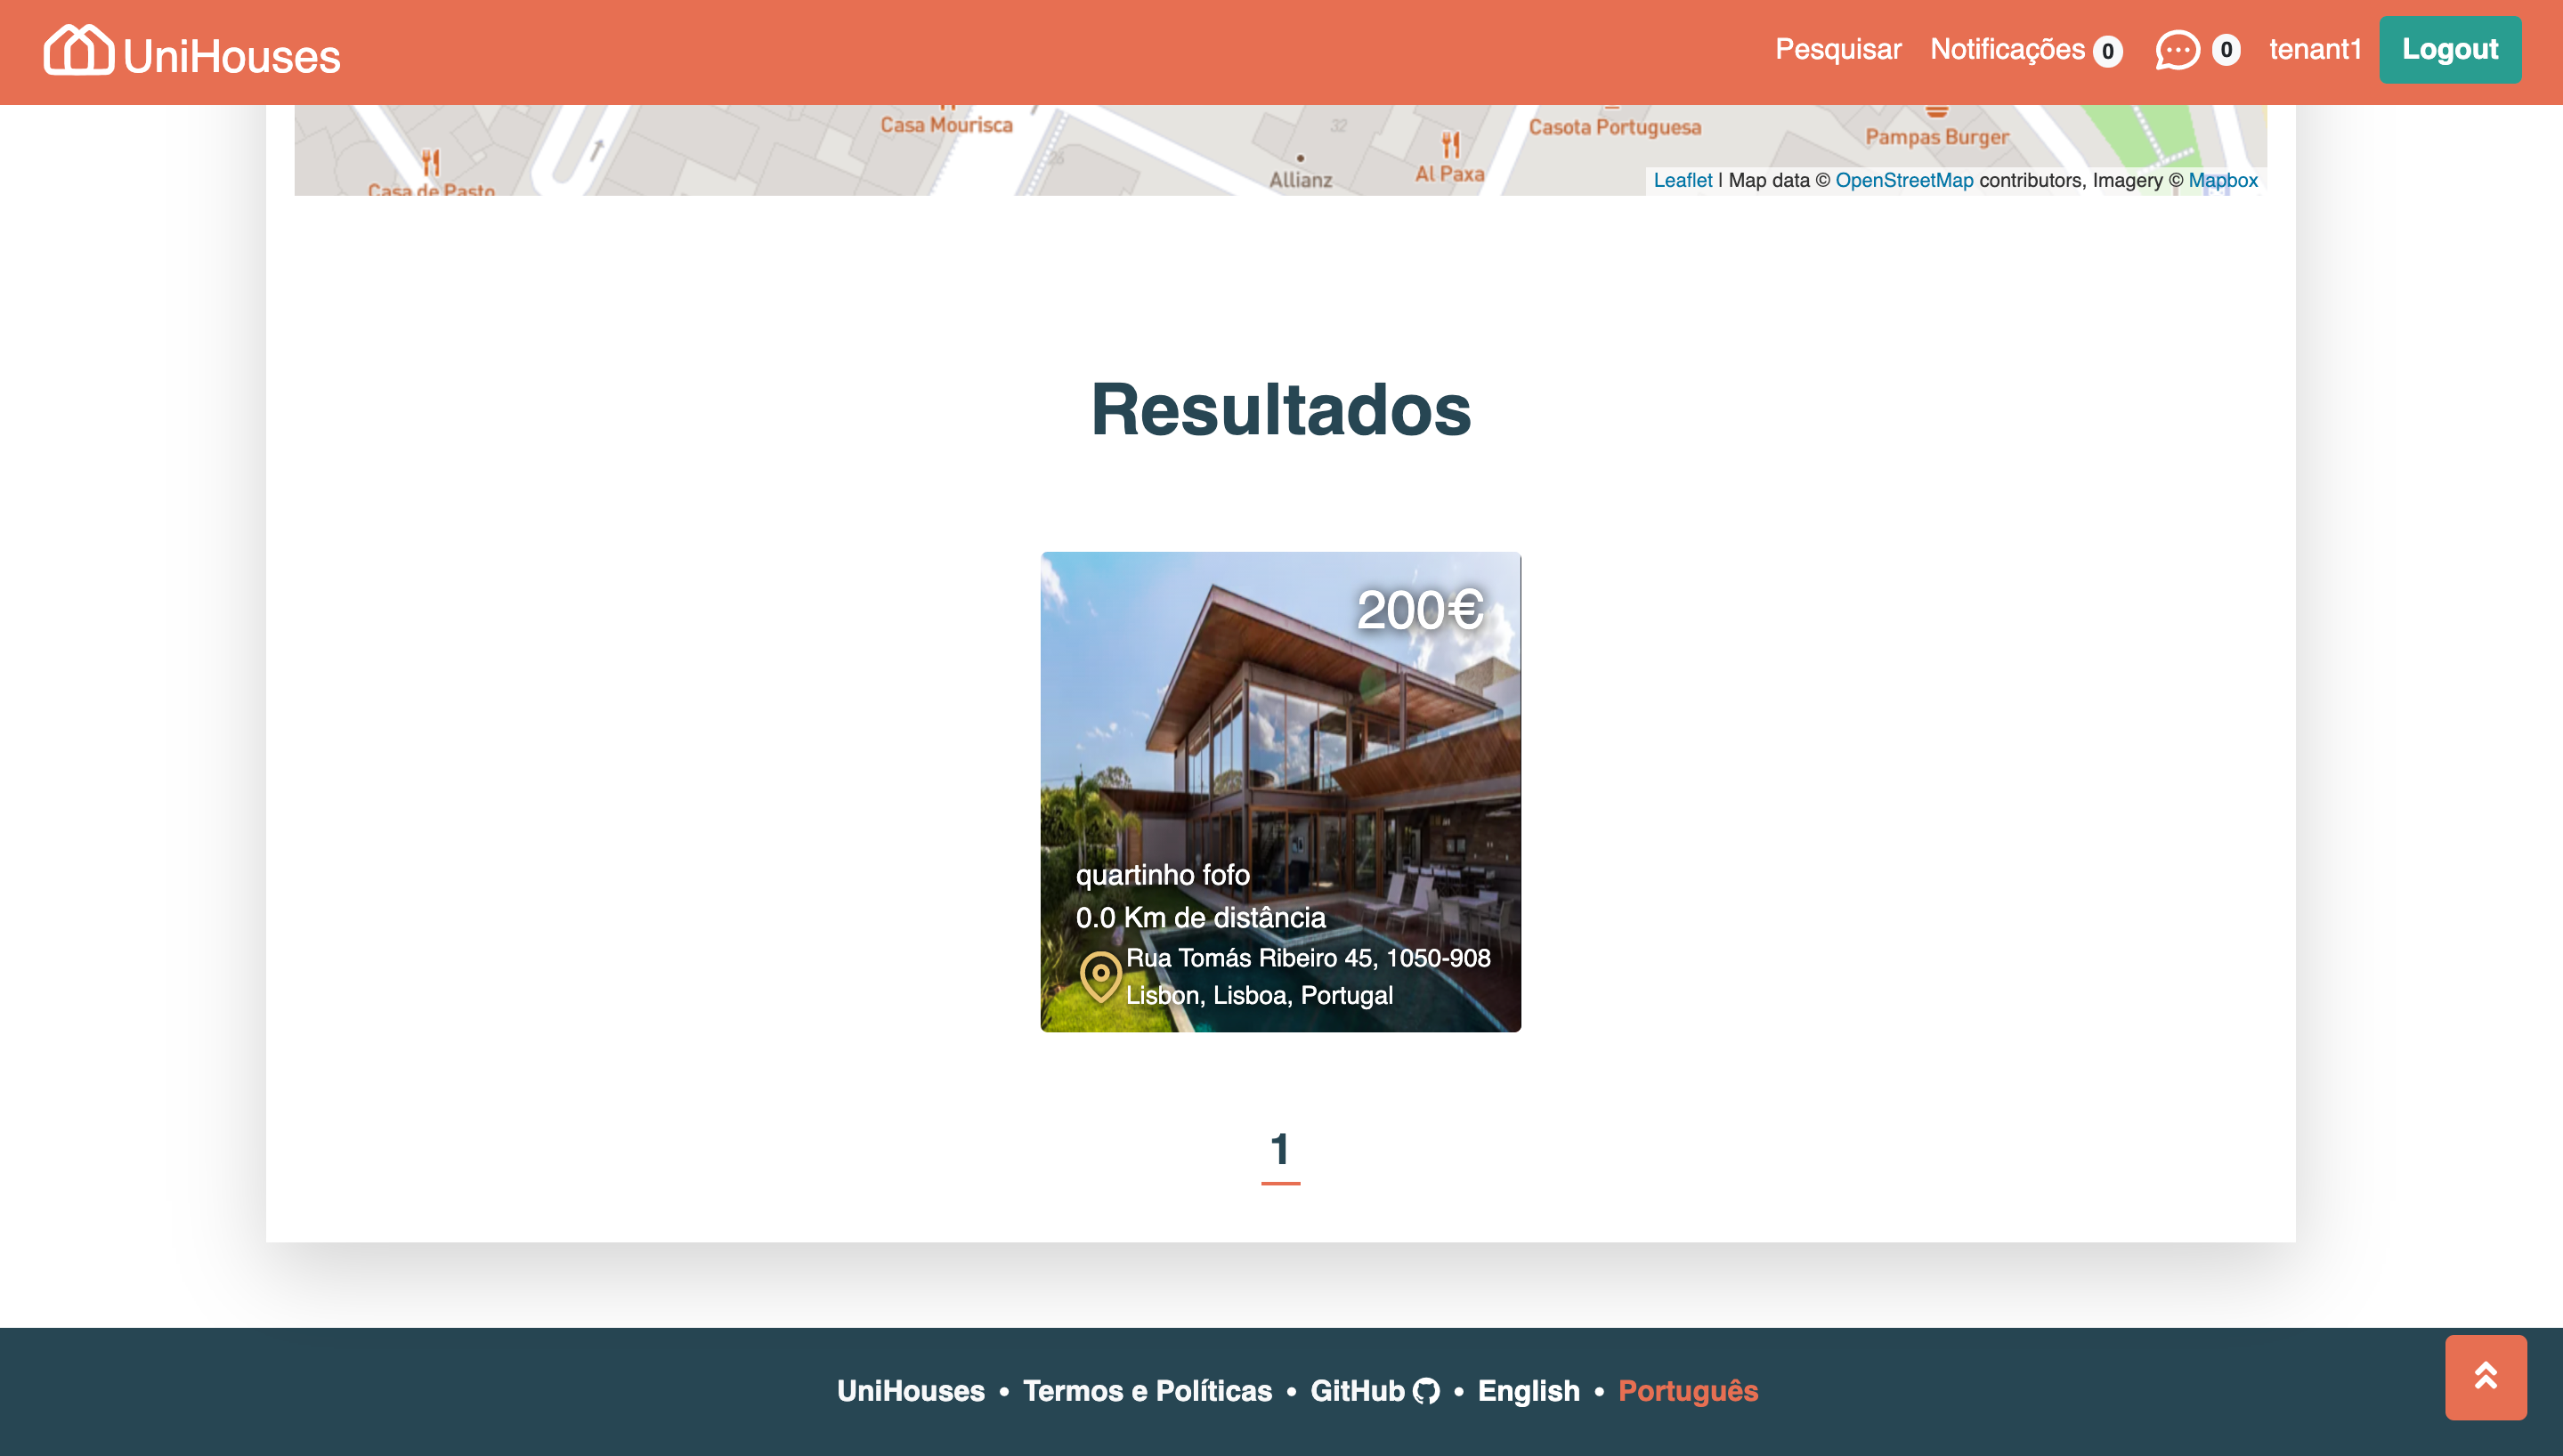 UniHouses
Pesquisar Notificações 0 0 tenant1 Logout
Casa Mourisca
32
Casota Portuguesa
Pampas Burger
26
Casa de Pasto
Allianz
Al Paxa
Leaflet | Map data © OpenStreetMap contributors, Imagery © Mapbox
Resultados
200€
quartinho fofo
0.0 Km de distância
Rua Tomás Ribeiro 45, 1050-908
Lisbon, Lisboa, Portugal
1
UniHouses • Termos e Políticas • GitHub • English • Português